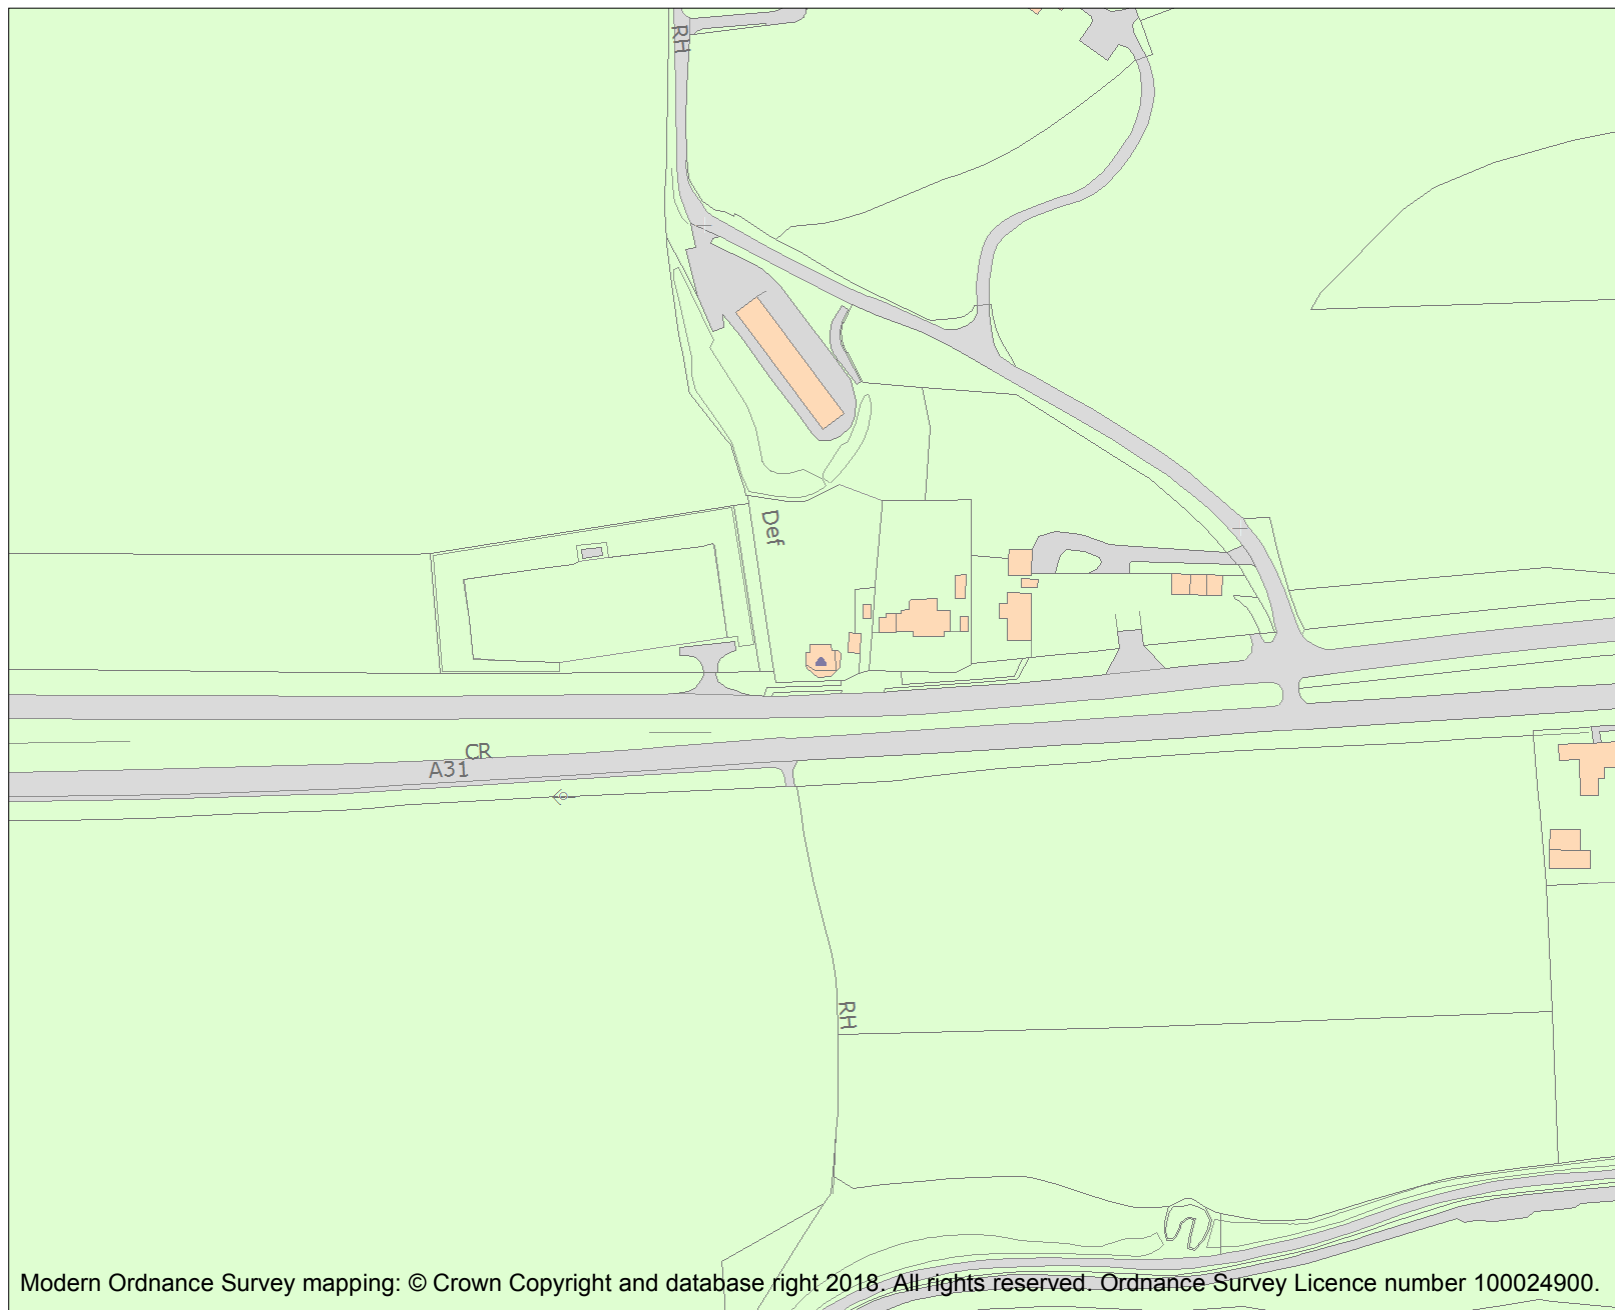 RH
Def
CR
A31
RH
Modern Ordnance Survey mapping: © Crown Copyright and database right 2018. All rights reserved. Ordnance Survey Licence number 100024900.